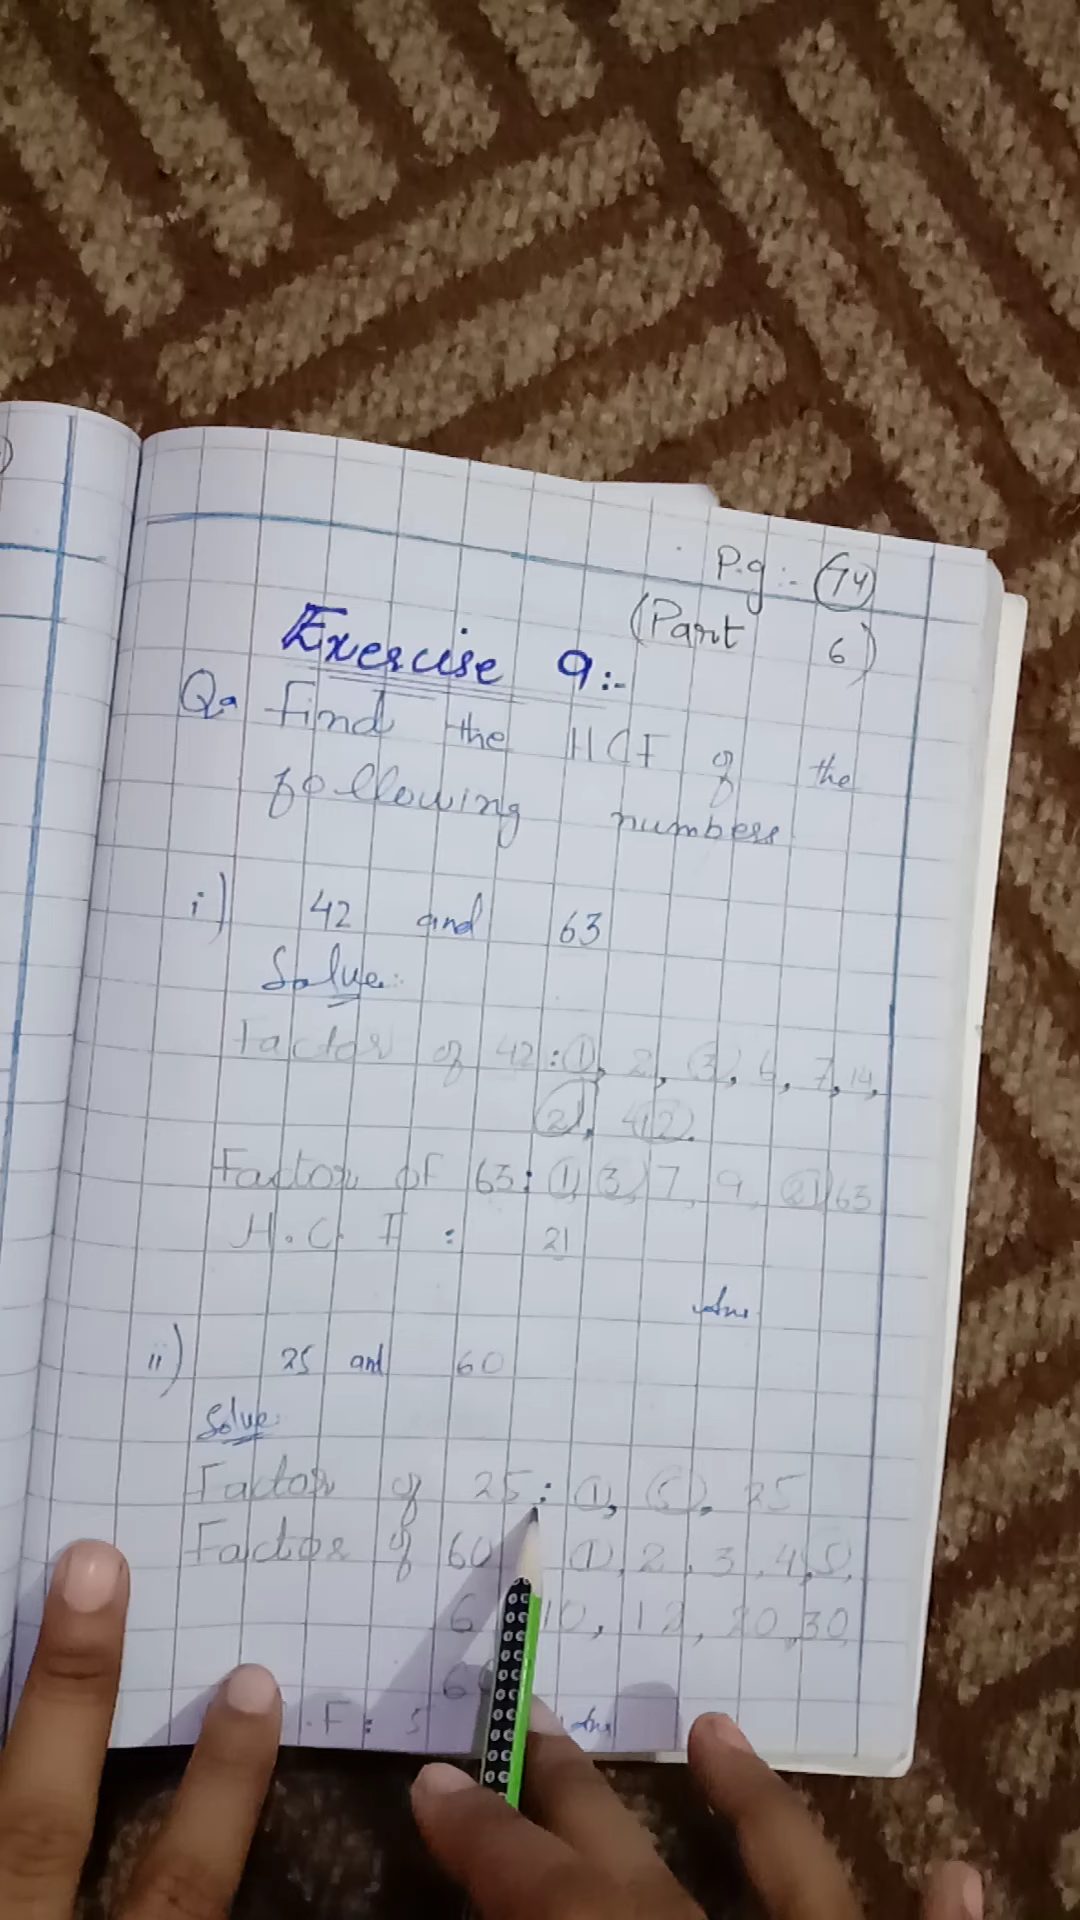 P.g :- (74)
(Part 6)
Exercise 9:-
Q. Find the HCF of the
following numbers
i) 42 and 63
Solve:
Factor of 42: 1, 2, 3, 6, 7, 14,
21, 42.
Factor of 63: 1, 3, 7, 9, 21, 63
H.C.F : 21
Ans
ii) 25 and 60
Solve:
Factor of 25: 1, 5, 25
Factor of 60 1, 2, 3, 4, 5,
6 10, 12, 20, 30
.F: 5 Ans